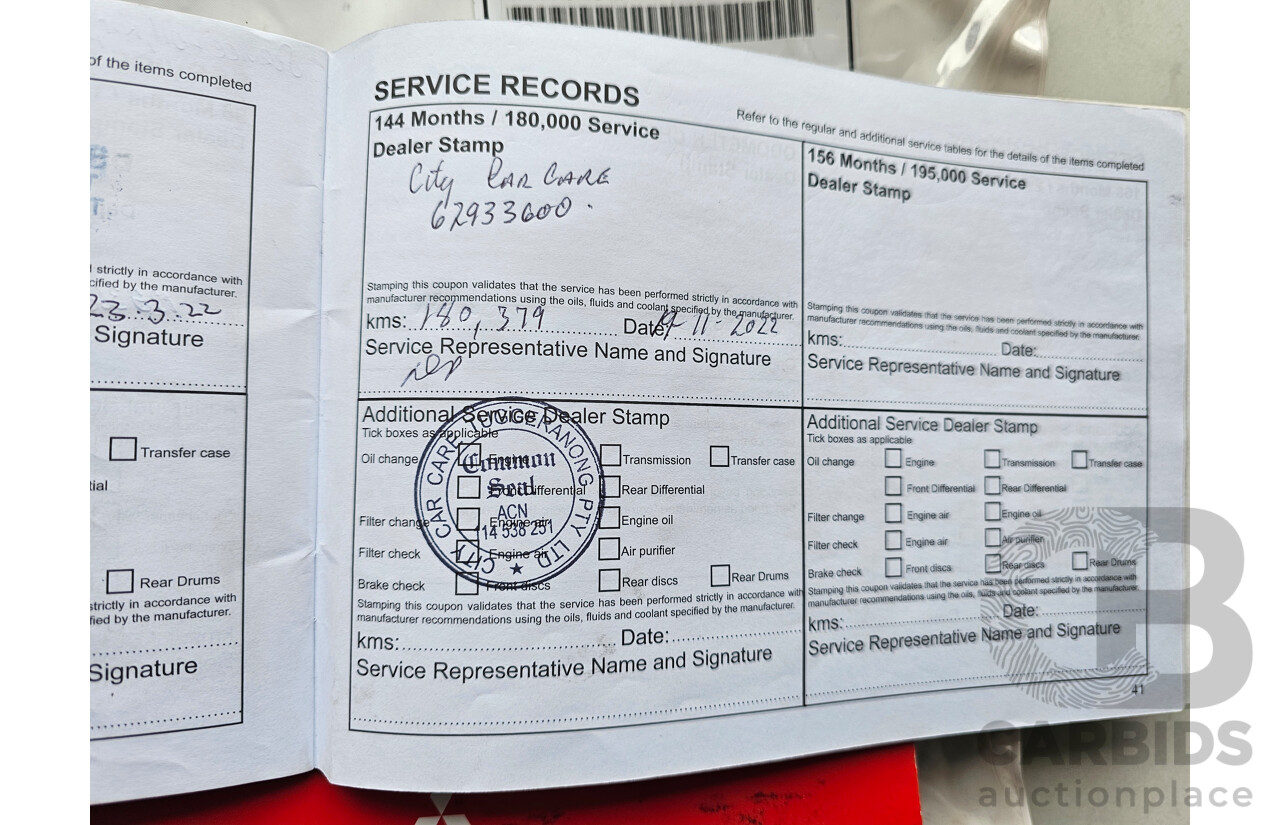 of the items completed
strictly in accordance with
cified by the manufacturer.
23.3.22
Signature
Transfer case
ial
Rear Drums
strictly in accordance with
fied by the manufacturer.
Signature
SERVICE RECORDS
Refer to the regular and additional service tables for the details of the items completed
144 Months / 180,000 Service
Dealer Stamp
City CAR CARE
62933600.
Stamping this coupon validates that the service has been performed strictly in accordance with
manufacturer recommendations using the oils, fluids and coolant specified by the manufacturer.
kms: 180,379 Date: 11-2022
Service Representative Name and Signature
Additional Service Dealer Stamp
Tick boxes as applicable
Oil change Engine Transmission Transfer case
Front Differential Rear Differential
Filter change Engine air Engine oil
Filter check Engine air Air purifier
Brake check Front discs Rear discs Rear Drums
CITY CAR CARE TUGGERANONG PTY LTD
Common
Seal
ACN
114 538 251
Stamping this coupon validates that the service has been performed strictly in accordance with
manufacturer recommendations using the oils, fluids and coolant specified by the manufacturer.
kms: Date:
Service Representative Name and Signature
156 Months / 195,000 Service
Dealer Stamp
Stamping this coupon validates that the service has been performed strictly in accordance with
manufacturer recommendations using the oils, fluids and coolant specified by the manufacturer.
kms: Date:
Service Representative Name and Signature
Additional Service Dealer Stamp
Tick boxes as applicable
Oil change Engine Transmission Transfer case
Front Differential Rear Differential
Filter change Engine air Engine oil
Filter check Engine air Air purifier
Brake check Front discs Rear discs Rear Drums
Stamping this coupon validates that the service has been performed strictly in accordance with
manufacturer recommendations using the oils, fluids and coolant specified by the manufacturer.
kms: Date:
Service Representative Name and Signature
41
CARBIDS
auctionplace